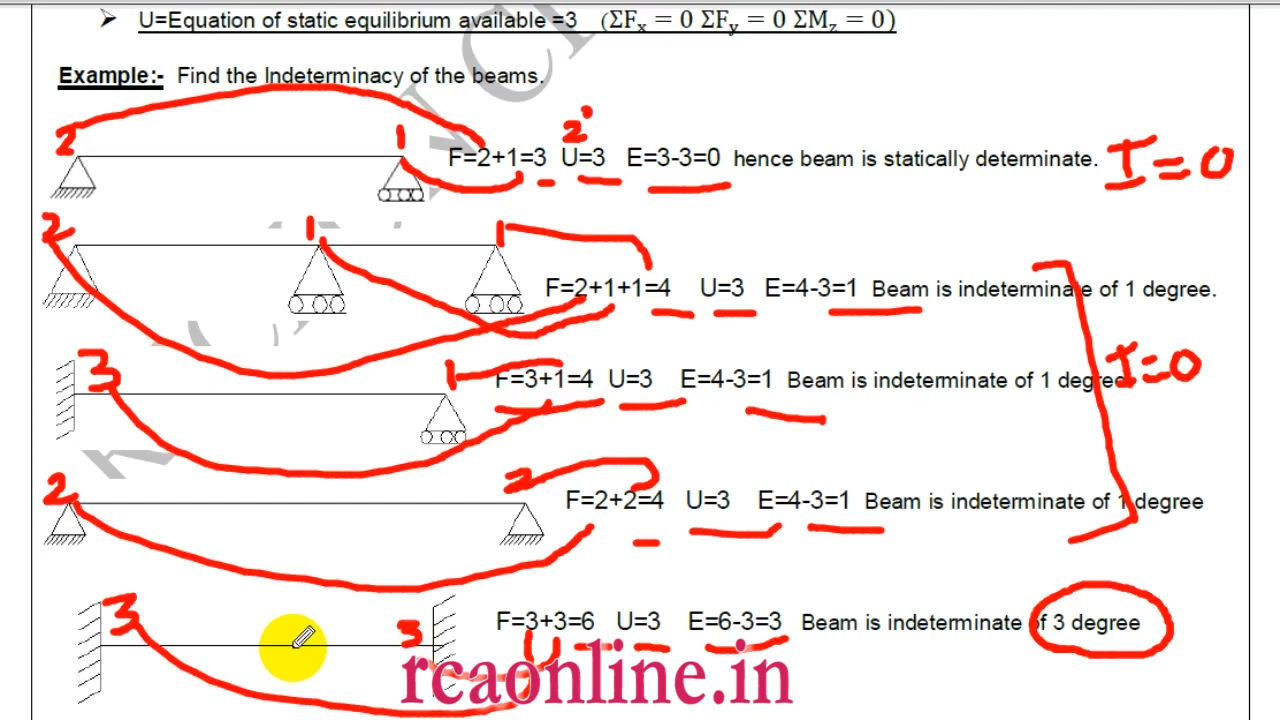 ➤ U=Equation of static equilibrium available =3 (ΣFₓ = 0 ΣFᵧ = 0 ΣM_z = 0)
Example:- Find the Indeterminacy of the beams.
2 1 F=2+1=3 U=3 E=3-3=0 hence beam is statically determinate. I=0
2
2 1 1 F=2+1+1=4 U=3 E=4-3=1 Beam is indeterminate of 1 degree.
3 1 F=3+1=4 U=3 E=4-3=1 Beam is indeterminate of 1 degree I=0
2 2 F=2+2=4 U=3 E=4-3=1 Beam is indeterminate of 1 degree
3 3 F=3+3=6 U=3 E=6-3=3 Beam is indeterminate of 3 degree
rcaonline.in